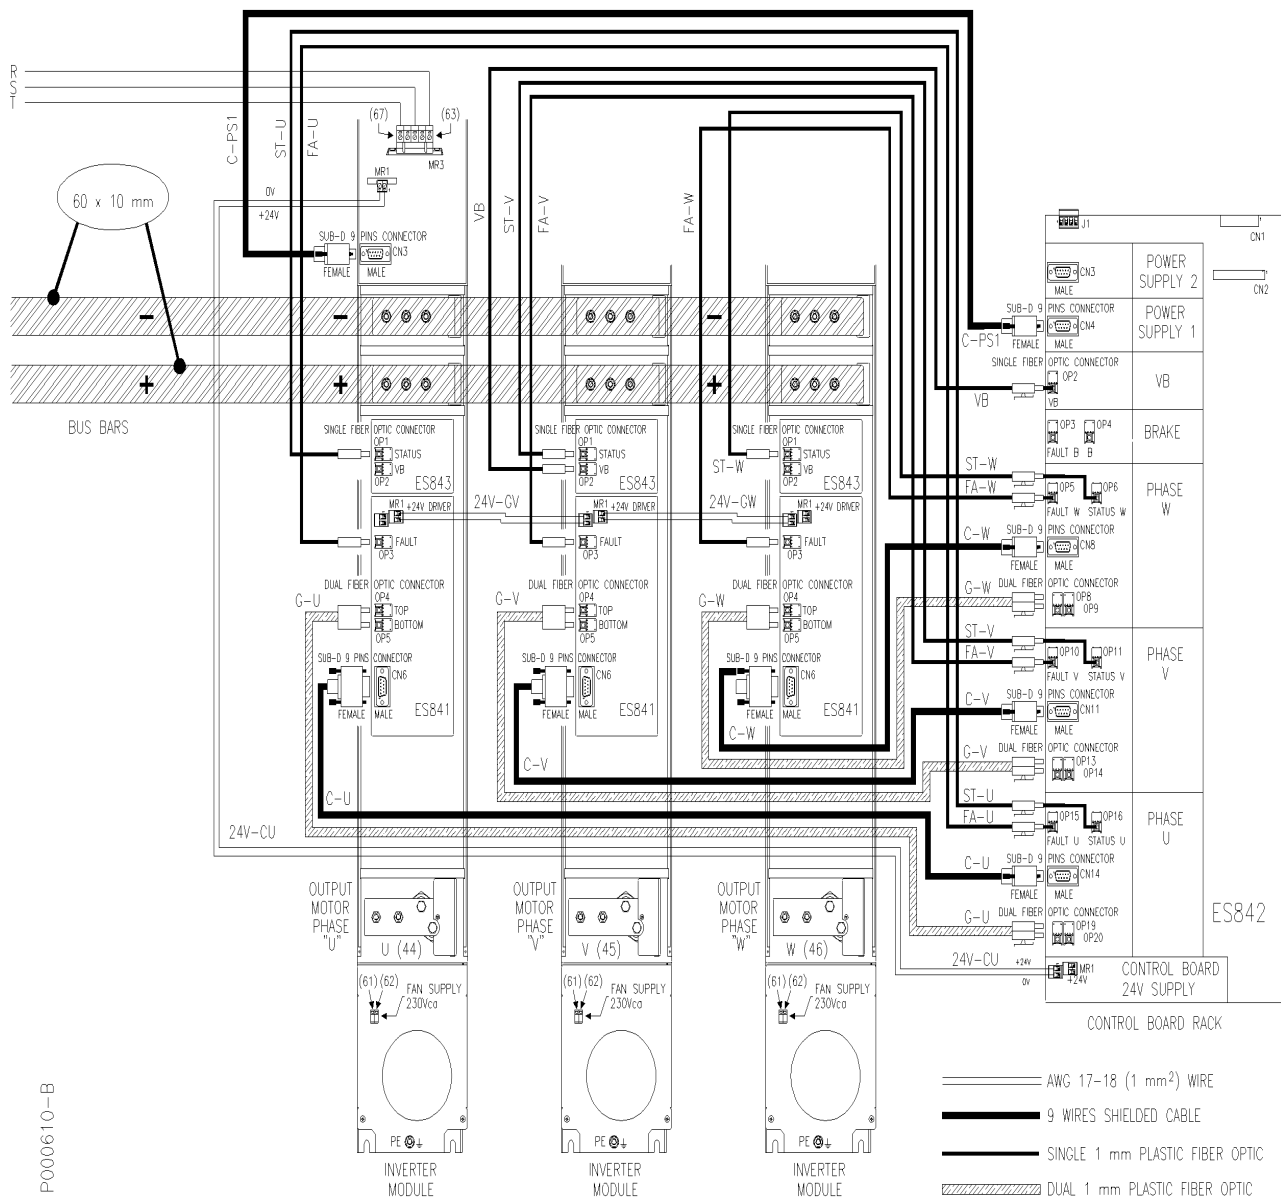 R
S
T
C-PS1
ST-U
FA-U
(67)
(63)
MR3
MR1
0V
+24V
60 x 10 mm
SUB-D 9 PINS CONNECTOR
CN3
FEMALE
MALE
VB
ST-V
FA-V
FA-W
- - -
+ + +
BUS BARS
SINGLE FIBER OPTIC CONNECTOR
OP1
STATUS
VB
OP2
ES843
SINGLE FIBER OPTIC CONNECTOR
OP1
STATUS
VB
OP2
ES843
SINGLE FIBER OPTIC CONNECTOR
OP1
STATUS
VB
OP2
ES843
ST-W
MR1 +24V DRIVER
24V-GV
MR1 +24V DRIVER
24V-GW
MR1 +24V DRIVER
FAULT
OP3
FAULT
OP3
FAULT
OP3
DUAL FIBER OPTIC CONNECTOR
G-U
OP4
TOP
BOTTOM
OP5
DUAL FIBER OPTIC CONNECTOR
G-V
OP4
TOP
BOTTOM
OP5
DUAL FIBER OPTIC CONNECTOR
G-W
OP4
TOP
BOTTOM
OP5
SUB-D 9 PINS CONNECTOR
CN6
FEMALE MALE
ES841
SUB-D 9 PINS CONNECTOR
CN6
FEMALE MALE
ES841
SUB-D 9 PINS CONNECTOR
CN6
FEMALE MALE
ES841
C-W
C-V
C-U
24V-CU
OUTPUT
MOTOR
PHASE
"U"
U (44)
OUTPUT
MOTOR
PHASE
"V"
V (45)
OUTPUT
MOTOR
PHASE
"W"
W (46)
(61) (62)
FAN SUPPLY
230Vca
(61) (62)
FAN SUPPLY
230Vca
(61) (62)
FAN SUPPLY
230Vca
PE
PE
PE
INVERTER
MODULE
INVERTER
MODULE
INVERTER
MODULE
J1
CN1
CN3
MALE
POWER
SUPPLY 2
CN2
SUB-D 9 PINS CONNECTOR
CN4
C-PS1
FEMALE
MALE
POWER
SUPPLY 1
SINGLE FIBER OPTIC CONNECTOR
OP2
VB
VB
VB
OP3 OP4
FAULT B B
BRAKE
ST-W
FA-W
OP5 OP6
FAULT W STATUS W
PHASE
W
C-W
SUB-D 9 PINS CONNECTOR
CN8
FEMALE MALE
G-W
DUAL FIBER OPTIC CONNECTOR
OP8
OP9
ST-V
FA-V
OP10 OP11
FAULT V STATUS V
PHASE
V
C-V
SUB-D 9 PINS CONNECTOR
CN11
FEMALE MALE
G-V
DUAL FIBER OPTIC CONNECTOR
OP13
OP14
ST-U
FA-U
OP15 OP16
FAULT U STATUS U
PHASE
U
C-U
SUB-D 9 PINS CONNECTOR
CN14
FEMALE MALE
G-U
DUAL FIBER OPTIC CONNECTOR
OP19
OP20
ES842
24V-CU
+24V
0V
MR1
+24V
CONTROL BOARD
24V SUPPLY
CONTROL BOARD RACK
AWG 17-18 (1 mm²) WIRE
9 WIRES SHIELDED CABLE
SINGLE 1 mm PLASTIC FIBER OPTIC
DUAL 1 mm PLASTIC FIBER OPTIC
P000610-B